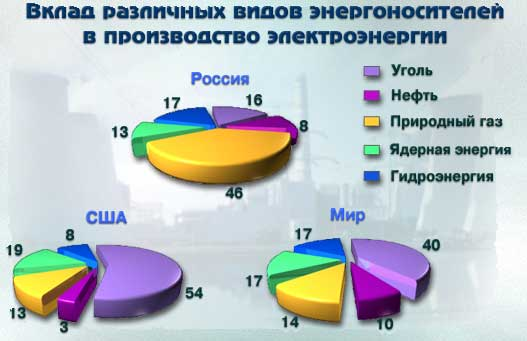 Вклад различных видов энергоносителей
в производство электроэнергии
Россия
17
16
13
8
46
Уголь
Нефть
Природный газ
Ядерная энергия
Гидроэнергия
США
8
19
13
3
54
Мир
17
40
17
14
10